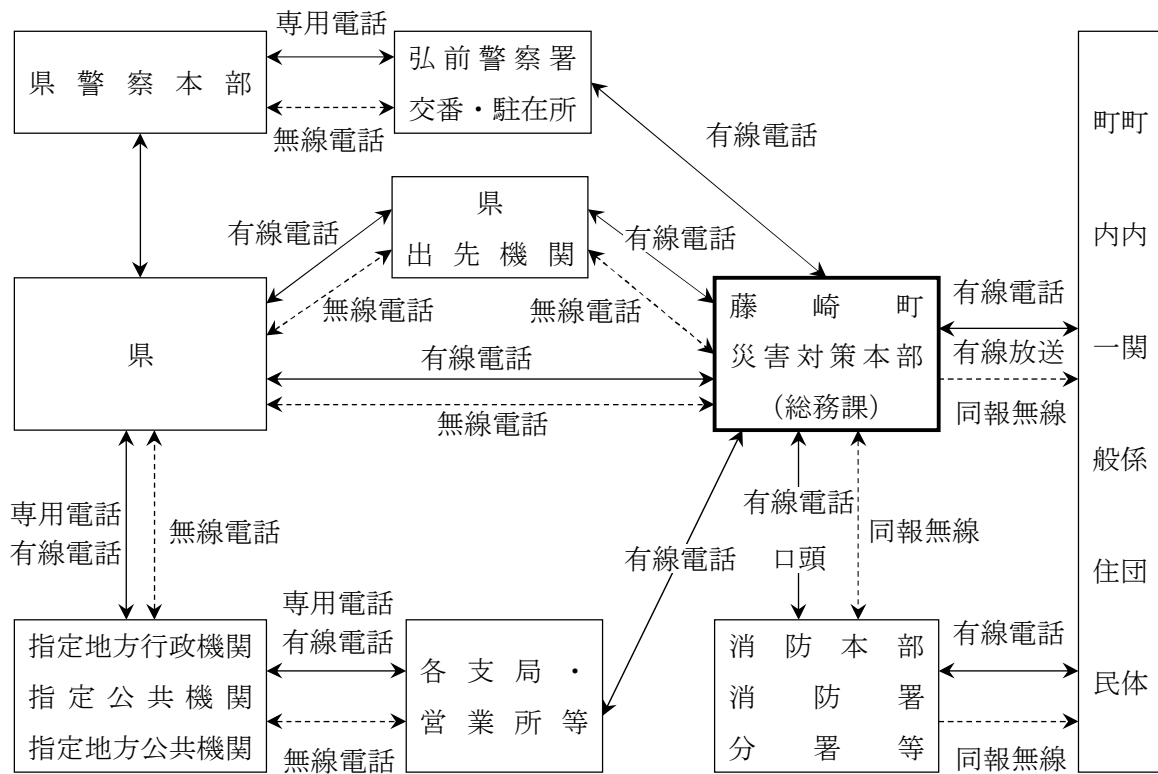 専用電話
県警察本部
弘前警察署
交番・駐在所
無線電話
有線電話
県
出先機関
有線電話
有線電話
無線電話
無線電話
県
有線電話
無線電話
藤崎町
災害対策本部
（総務課）
有線電話
有線放送
同報無線
町内一般住民
町内関係団体
専用電話
有線電話
無線電話
有線電話
有線電話
口頭
同報無線
指定地方行政機関
指定公共機関
指定地方公共機関
専用電話
有線電話
無線電話
各支局・
営業所等
消防本部
消防署
分署等
有線電話
同報無線